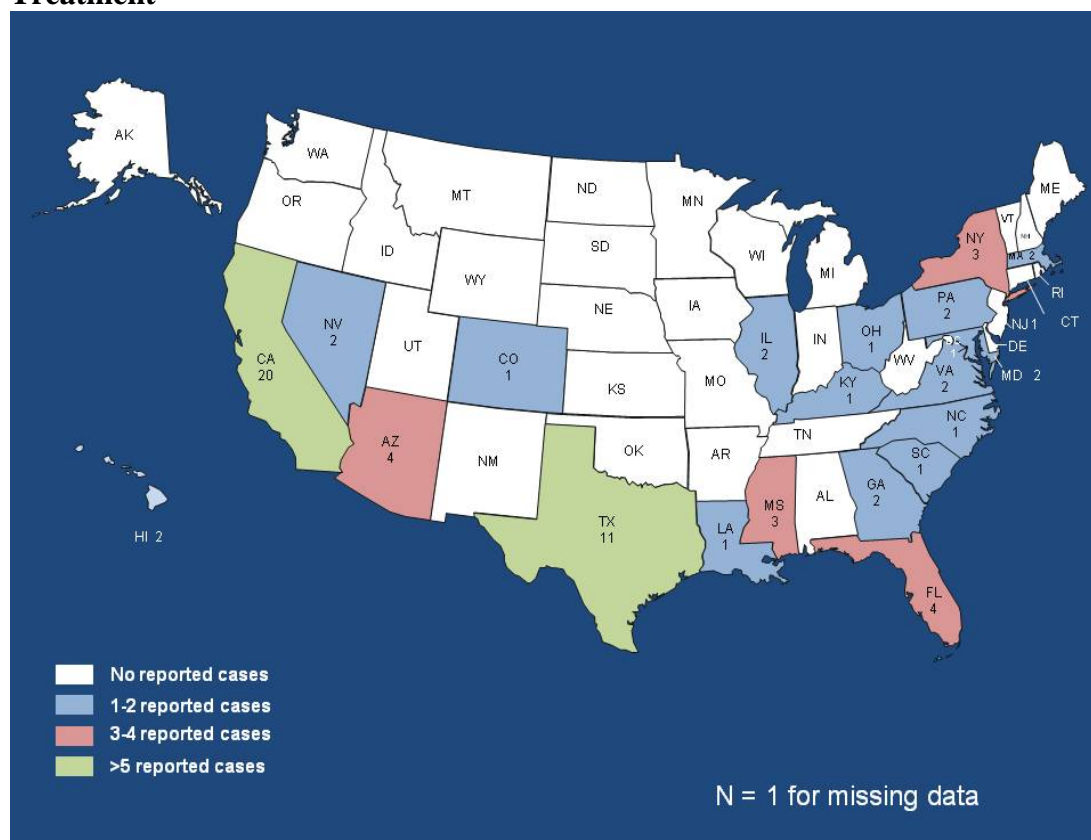 Treatment
AK
WA
OR
MT
ID
WY
ND
SD
NE
KS
MN
IA
MO
WI
MI
ME
VT
NH
NY
3
MA 2
RI
CT
NV
2
CA
20
UT
CO
1
IL
2
IN
OH
1
PA
2
NJ 1
DE
MD 2
WV
VA
2
KY
1
NC
1
TN
SC
1
AZ
4
NM
OK
AR
MS
3
AL
GA
2
TX
11
LA
1
FL
4
HI 2
No reported cases
1-2 reported cases
3-4 reported cases
>5 reported cases
N = 1 for missing data